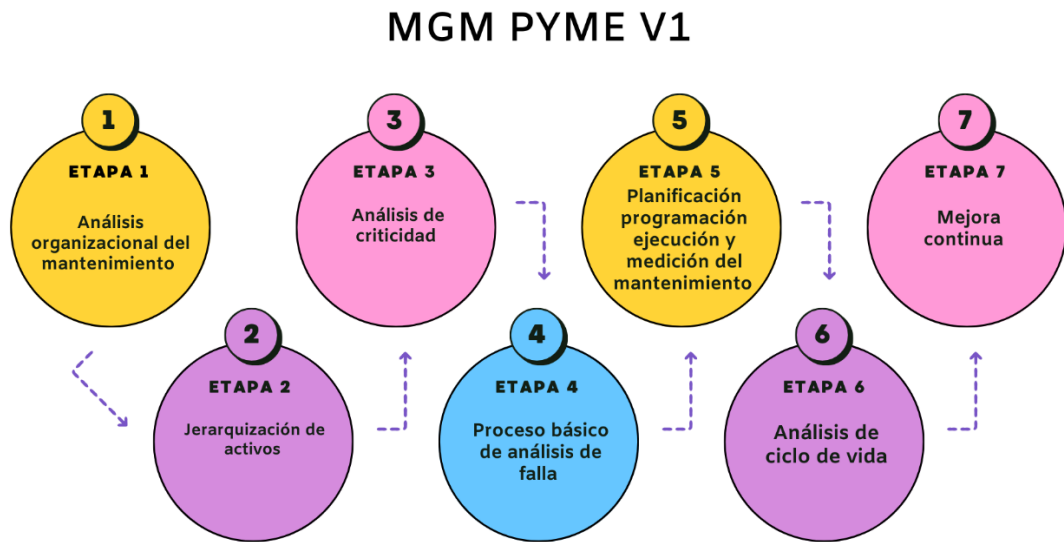 MGM PYME V1
1
ETAPA 1
Análisis
organizacional del
mantenimiento
2
ETAPA 2
Jerarquización de
activos
3
ETAPA 3
Análisis de
criticidad
4
ETAPA 4
Proceso básico
de análisis de
falla
5
ETAPA 5
Planificación
programación
ejecución y
medición del
mantenimiento
6
ETAPA 6
Análisis de
ciclo de vida
7
ETAPA 7
Mejora
continua